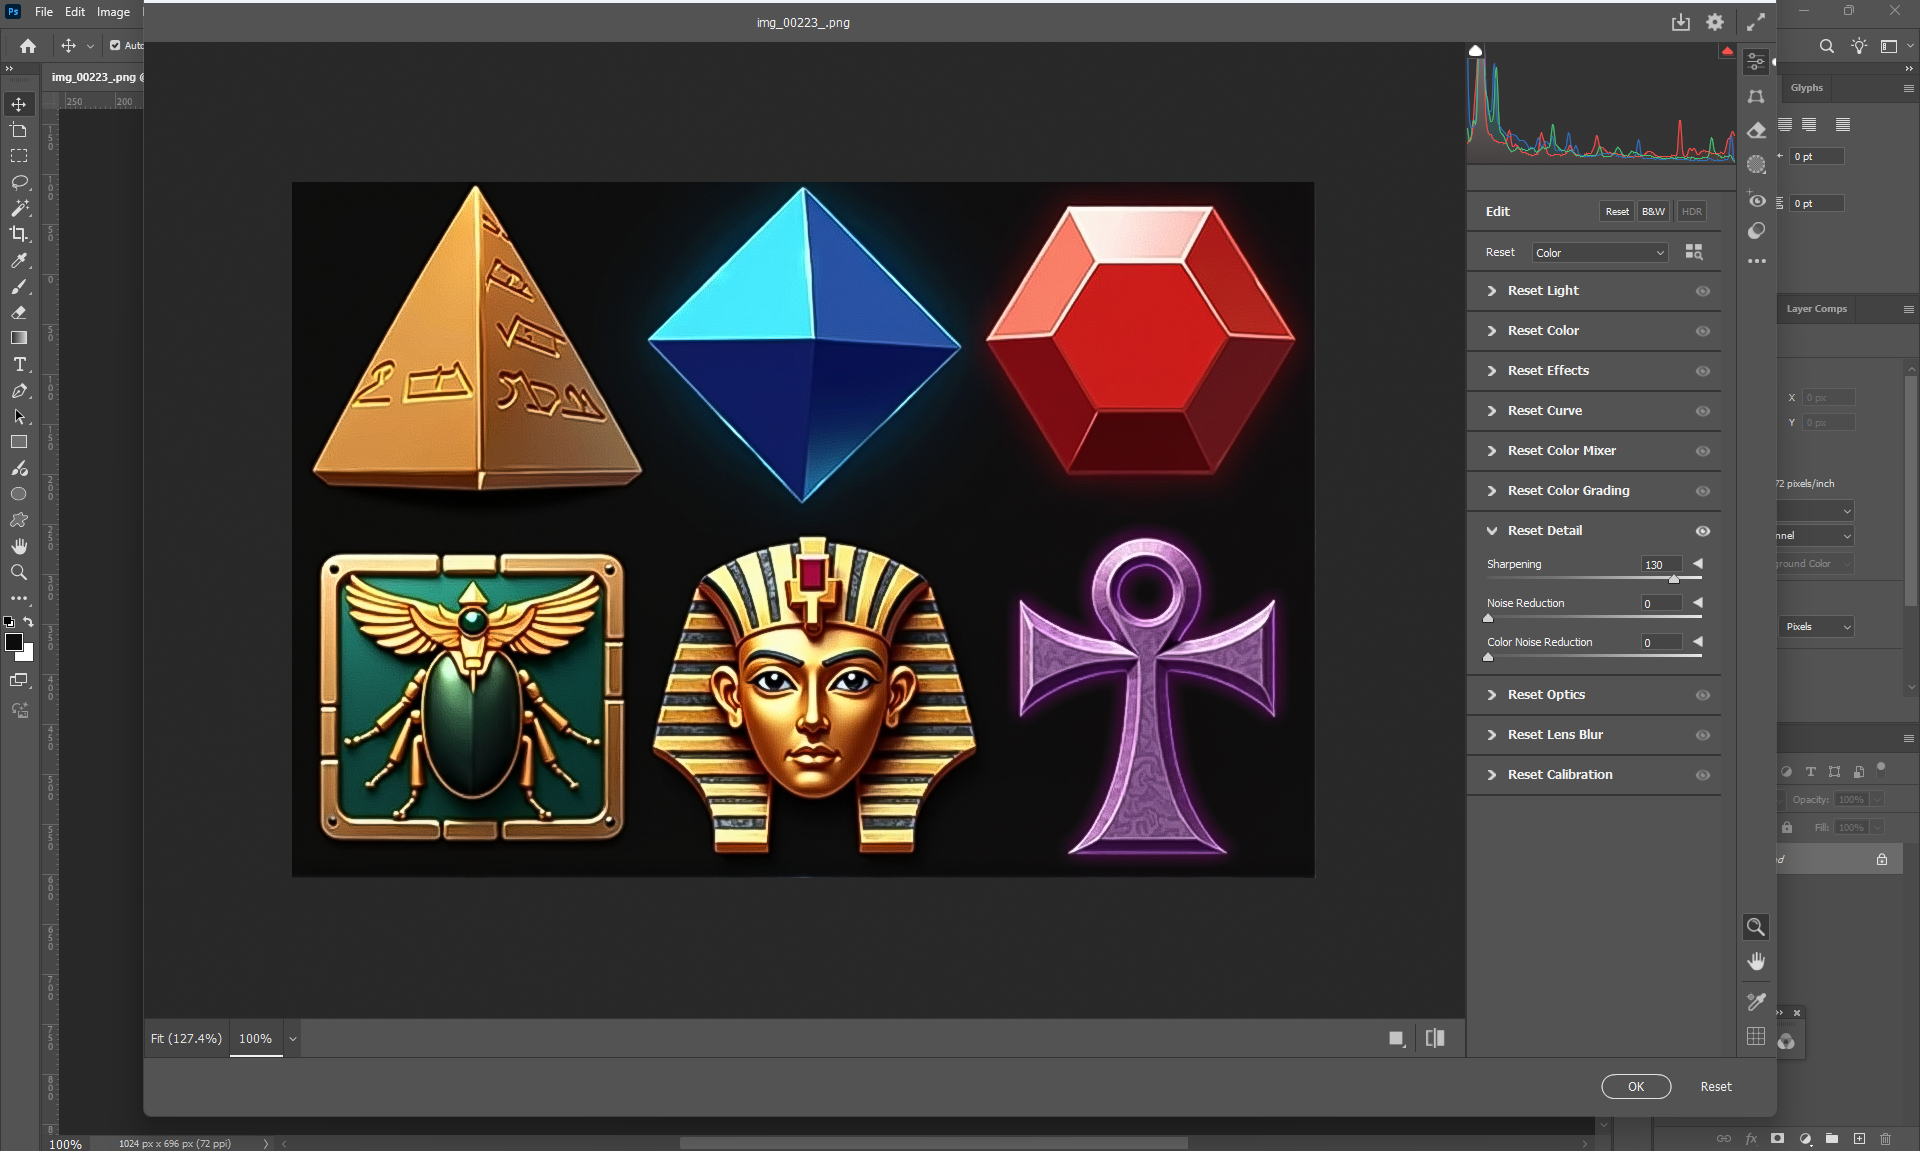 File Edit Image
img_00223_.png
Auto
img_00223_.png @
250 200
Glyphs
0 pt
0 pt
Edit
Reset B&W HDR
Reset Color
Reset Light
Reset Color
Layer Comps
Reset Effects
X 0 px
Reset Curve
Y 0 px
Reset Color Mixer
Reset Color Grading
72 pixels/inch
Reset Detail
nnel
Sharpening 130
ground Color
Noise Reduction 0
Pixels
Color Noise Reduction 0
Reset Optics
Reset Lens Blur
Reset Calibration
Opacity: 100%
Fill: 100%
Fit (127.4%) 100%
OK Reset
100% 1024 px x 696 px (72 ppi)